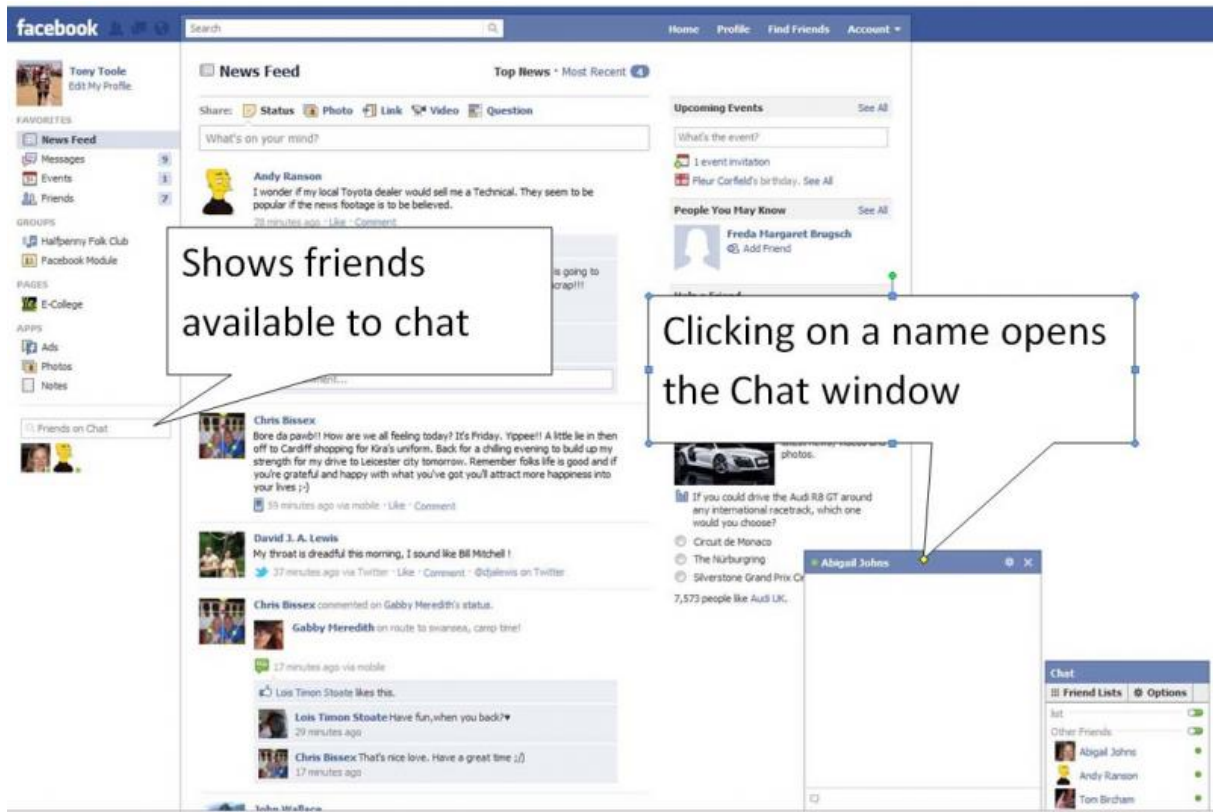 facebook
Search
Home Profile Find Friends Account
Tony Toole
Edit My Profile
FAVORITES
News Feed
Messages 9
Events 1
Friends 7
GROUPS
Halfpenny Folk Club
Facebook Module
PAGES
E-College
APPS
Ads
Photos
Notes
Friends on Chat
News Feed
Top News · Most Recent 4
Share: Status Photo Link Video Question
What's on your mind?
Andy Ranson
I wonder if my local Toyota dealer would sell me a Technical. They seem to be
popular if the news footage is to be believed.
28 minutes ago · Like · Comment
is going to
crap!!!
Shows friends
available to chat
Chris Bissex
Bore da pawb!! How are we all feeling today? It's Friday. Yippee!! A little lie in then
off to Cardiff shopping for Kira's uniform. Back for a chilling evening to build up my
strength for my drive to Leicester city tomorrow. Remember folks life is good and if
you're grateful and happy with what you've got you'll attract more happiness into
your lives ;-)
59 minutes ago via mobile · Like · Comment
David J. A. Lewis
My throat is dreadful this morning, I sound like Bill Mitchell !
37 minutes ago via Twitter · Like · Comment · @djalewis on Twitter
Chris Bissex commented on Gabby Meredith's status.
Gabby Meredith on route to swansea, camp time!
17 minutes ago via mobile
Lois Timon Stoate likes this.
Lois Timon Stoate Have fun,when you back?♥
29 minutes ago
Chris Bissex That's nice love. Have a great time ;/)
17 minutes ago
John Wallace
Upcoming Events See All
What's the event?
1 event invitation
Fleur Corfield's birthday. See All
People You May Know See All
Freda Margaret Brugsch
Add Friend
Clicking on a name opens
the Chat window
photos.
If you could drive the Audi R8 GT around
any international racetrack, which one
would you choose?
Circuit de Monaco
The Nürburgring
Silverstone Grand Prix
7,573 people like Audi UK.
Abigail Johns
Chat
Friend Lists Options
Other Friends
Abigail Johns
Andy Ranson
Tom Bircham